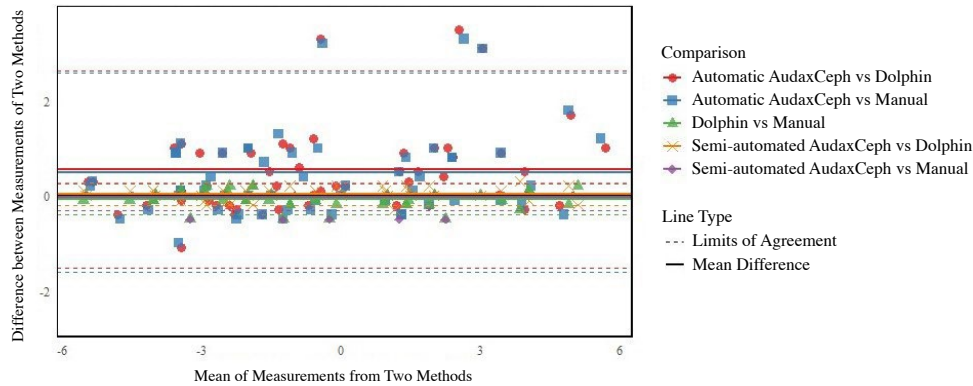 Difference between Measurements of Two Methods
2
0
-2
-6
-3
0
3
6
Mean of Measurements from Two Methods
Comparison
Automatic AudaxCeph vs Dolphin
Automatic AudaxCeph vs Manual
Dolphin vs Manual
Semi-automated AudaxCeph vs Dolphin
Semi-automated AudaxCeph vs Manual
Line Type
Limits of Agreement
Mean Difference